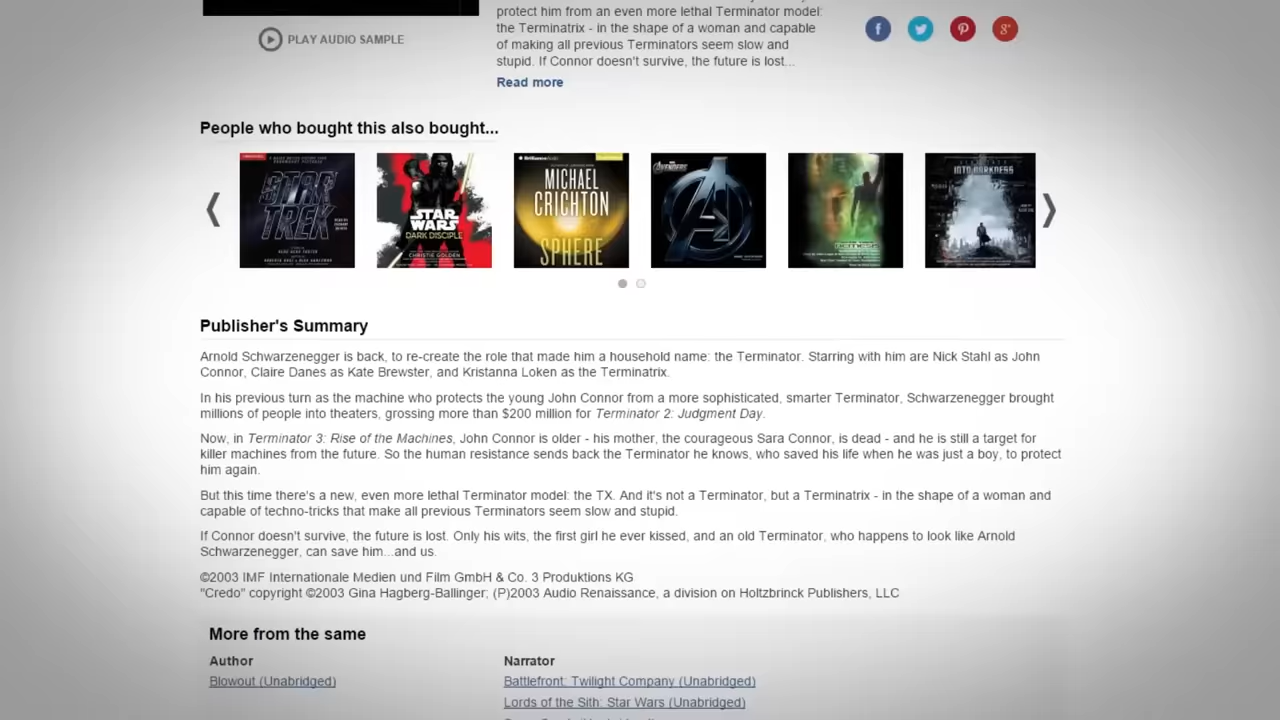 protect him from an even more lethal Terminator model:
the Terminatrix - in the shape of a woman and capable
of making all previous Terminators seem slow and
stupid. If Connor doesn't survive, the future is lost...
Read more
PLAY AUDIO SAMPLE
People who bought this also bought...
STAR
TREK
STAR
WARS
DARK DISCIPLE
CHRISTIE GOLDEN
MICHAEL
CRICHTON
SPHERE
AVENGERS
NEMESIS
INTO DARKNESS
Publisher's Summary
Arnold Schwarzenegger is back, to re-create the role that made him a household name: the Terminator. Starring with him are Nick Stahl as John
Connor, Claire Danes as Kate Brewster, and Kristanna Loken as the Terminatrix.
In his previous turn as the machine who protects the young John Connor from a more sophisticated, smarter Terminator, Schwarzenegger brought
millions of people into theaters, grossing more than $200 million for Terminator 2: Judgment Day.
Now, in Terminator 3: Rise of the Machines, John Connor is older - his mother, the courageous Sara Connor, is dead - and he is still a target for
killer machines from the future. So the human resistance sends back the Terminator he knows, who saved his life when he was just a boy, to protect
him again.
But this time there's a new, even more lethal Terminator model: the TX. And it's not a Terminator, but a Terminatrix - in the shape of a woman and
capable of techno-tricks that make all previous Terminators seem slow and stupid.
If Connor doesn't survive, the future is lost. Only his wits, the first girl he ever kissed, and an old Terminator, who happens to look like Arnold
Schwarzenegger, can save him...and us.
©2003 IMF Internationale Medien und Film GmbH & Co. 3 Produktions KG
"Credo" copyright ©2003 Gina Hagberg-Ballinger; (P)2003 Audio Renaissance, a division on Holtzbrinck Publishers, LLC
More from the same
Author
Blowout (Unabridged)
Narrator
Battlefront: Twilight Company (Unabridged)
Lords of the Sith: Star Wars (Unabridged)